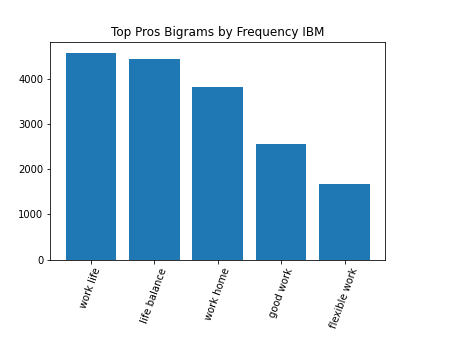 Top Pros Bigrams by Frequency IBM
4000
3000
2000
1000
0
work life
life balance
work home
good work
flexible work